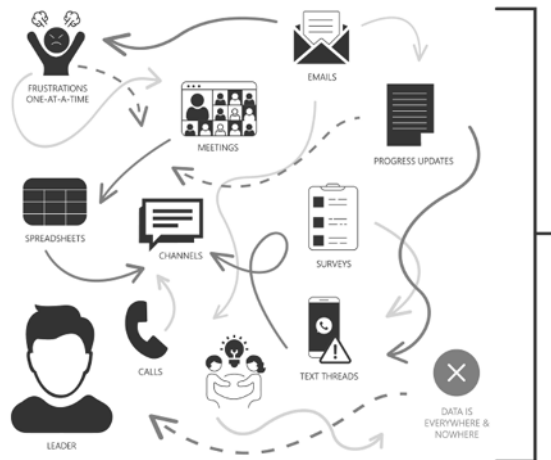 EMAILS
FRUSTRATIONS
ONE-AT-A-TIME
MEETINGS
PROGRESS UPDATES
SPREADSHEETS
CHANNELS
SURVEYS
CALLS
TEXT THREADS
DATA IS
EVERYWHERE &
NOWHERE
LEADER